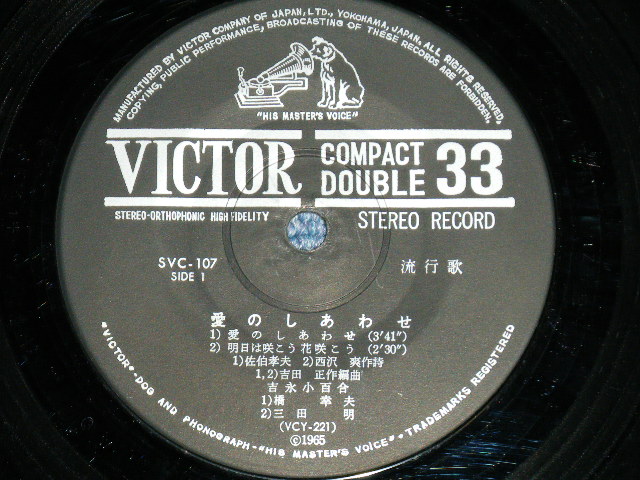 MANUFACTURED BY VICTOR COMPANY OF JAPAN, LTD., YOKOHAMA, JAPAN. ALL RIGHTS RESERVED,
COPYING, PUBLIC PERFORMANCE, BROADCASTING OF THESE RECORDS ARE FORBIDDEN.
"HIS MASTER'S VOICE"
VICTOR
COMPACT
DOUBLE
33
STEREO-ORTHOPHONIC HIGH FIDELITY
STEREO RECORD
SVC-107
SIDE 1
流行歌
愛のしあわせ
1) 愛のしあわせ (3'41")
2) 明日は咲こう花咲こう (2'30")
1)佐伯孝夫 2)西沢 爽作詩
1,2)吉田 正作編曲
吉永小百合
1)橋 幸夫
2)三田 明
(VCY-221)
©1965
"VICTOR"-DOG AND PHONOGRAPH-"HIS MASTER'S VOICE"-TRADEMARKS REGISTERED